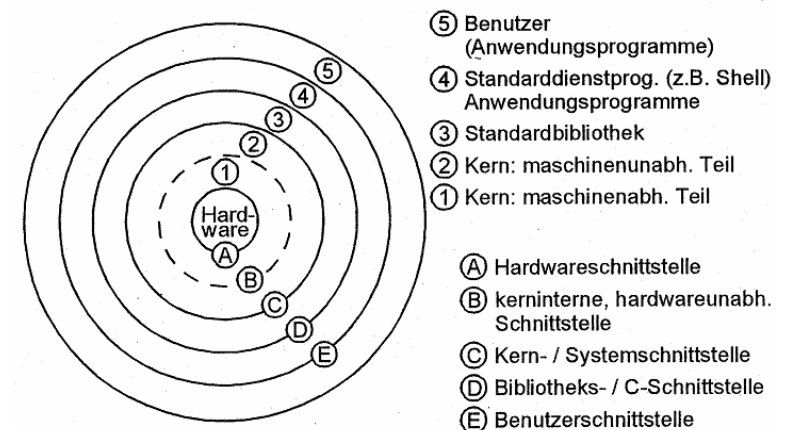 5 Benutzer
(Anwendungsprogramme)
4 Standarddienstprog. (z.B. Shell)
Anwendungsprogramme
3 Standardbibliothek
2 Kern: maschinenunabh. Teil
1 Kern: maschinenabh. Teil
5
4
3
2
1
Hard-
ware
A
B
C
D
E
A Hardwareschnittstelle
B kerninterne, hardwareunabh.
Schnittstelle
C Kern- / Systemschnittstelle
D Bibliotheks- / C-Schnittstelle
E Benutzerschnittstelle